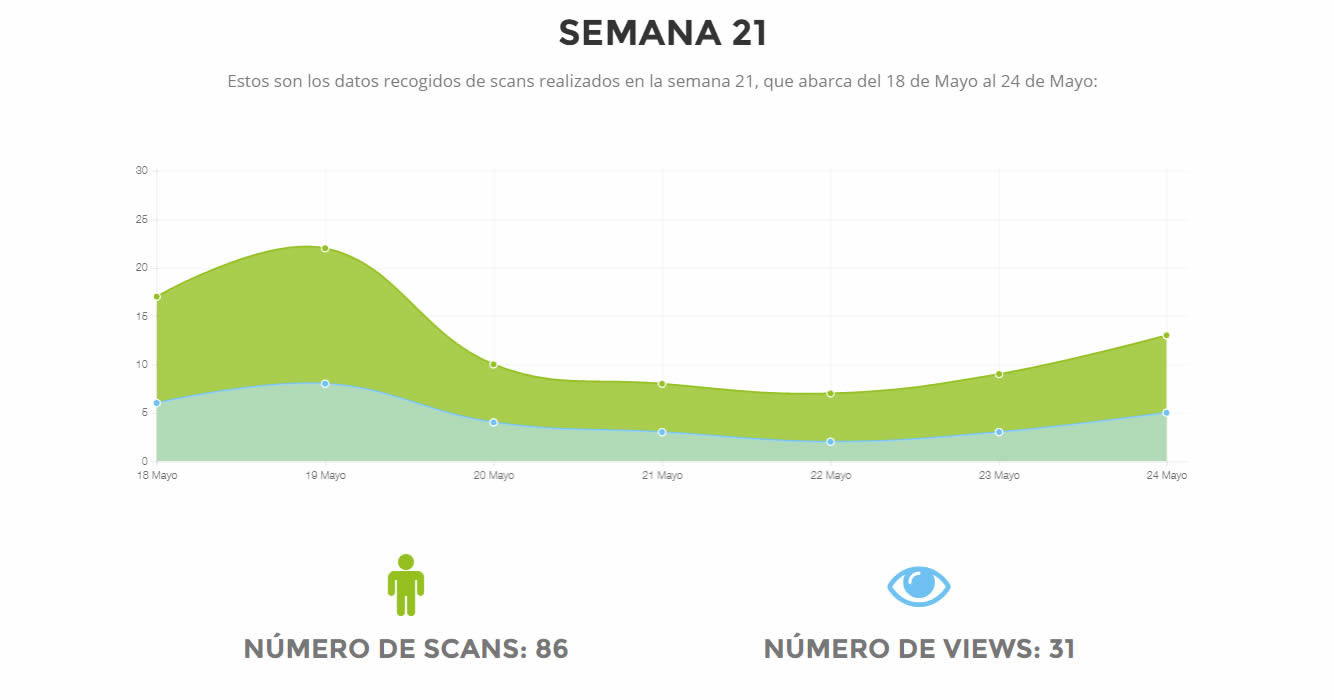 SEMANA 21
Estos son los datos recogidos de scans realizados en la semana 21, que abarca del 18 de Mayo al 24 de Mayo:
30
25
20
15
10
5
0
18 Mayo 19 Mayo 20 Mayo 21 Mayo 22 Mayo 23 Mayo 24 Mayo
NÚMERO DE SCANS: 86 NÚMERO DE VIEWS: 31